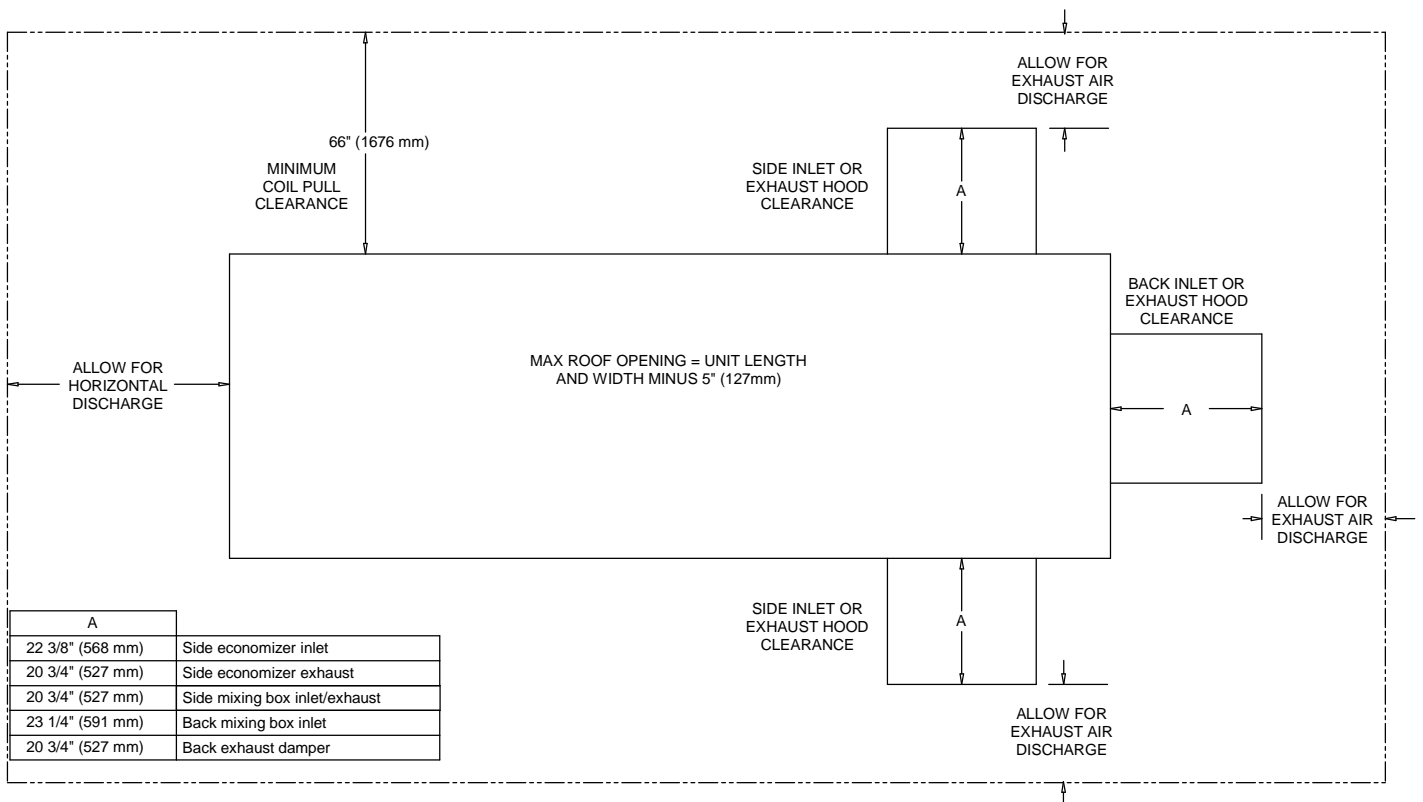 ALLOW FOR
EXHAUST AIR
DISCHARGE
66" (1676 mm)
MINIMUM
COIL PULL
CLEARANCE
SIDE INLET OR
EXHAUST HOOD
CLEARANCE
A
BACK INLET OR
EXHAUST HOOD
CLEARANCE
ALLOW FOR
HORIZONTAL
DISCHARGE
MAX ROOF OPENING = UNIT LENGTH
AND WIDTH MINUS 5" (127mm)
A
ALLOW FOR
EXHAUST AIR
DISCHARGE
SIDE INLET OR
EXHAUST HOOD
CLEARANCE
A
ALLOW FOR
EXHAUST AIR
DISCHARGE
A
22 3/8" (568 mm) Side economizer inlet
20 3/4" (527 mm) Side economizer exhaust
20 3/4" (527 mm) Side mixing box inlet/exhaust
23 1/4" (591 mm) Back mixing box inlet
20 3/4" (527 mm) Back exhaust damper